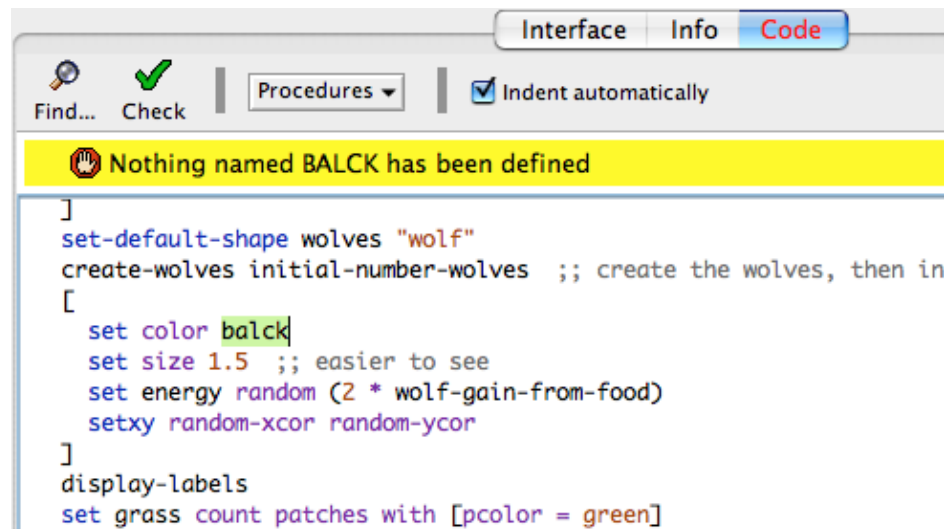 Interface Info Code
Find... Check Procedures Indent automatically
Nothing named BALCK has been defined
]
set-default-shape wolves "wolf"
create-wolves initial-number-wolves  ;; create the wolves, then in
[
  set color balck
  set size 1.5  ;; easier to see
  set energy random (2 * wolf-gain-from-food)
  setxy random-xcor random-ycor
]
display-labels
set grass count patches with [pcolor = green]